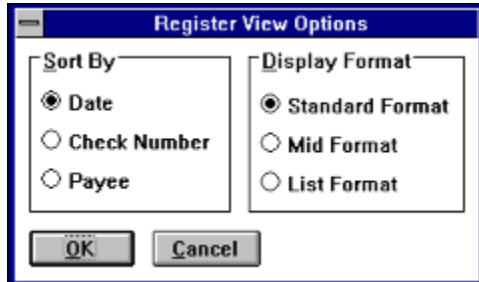 Register View Options
Sort By
Date
Check Number
Payee
Display Format
Standard Format
Mid Format
List Format
OK
Cancel